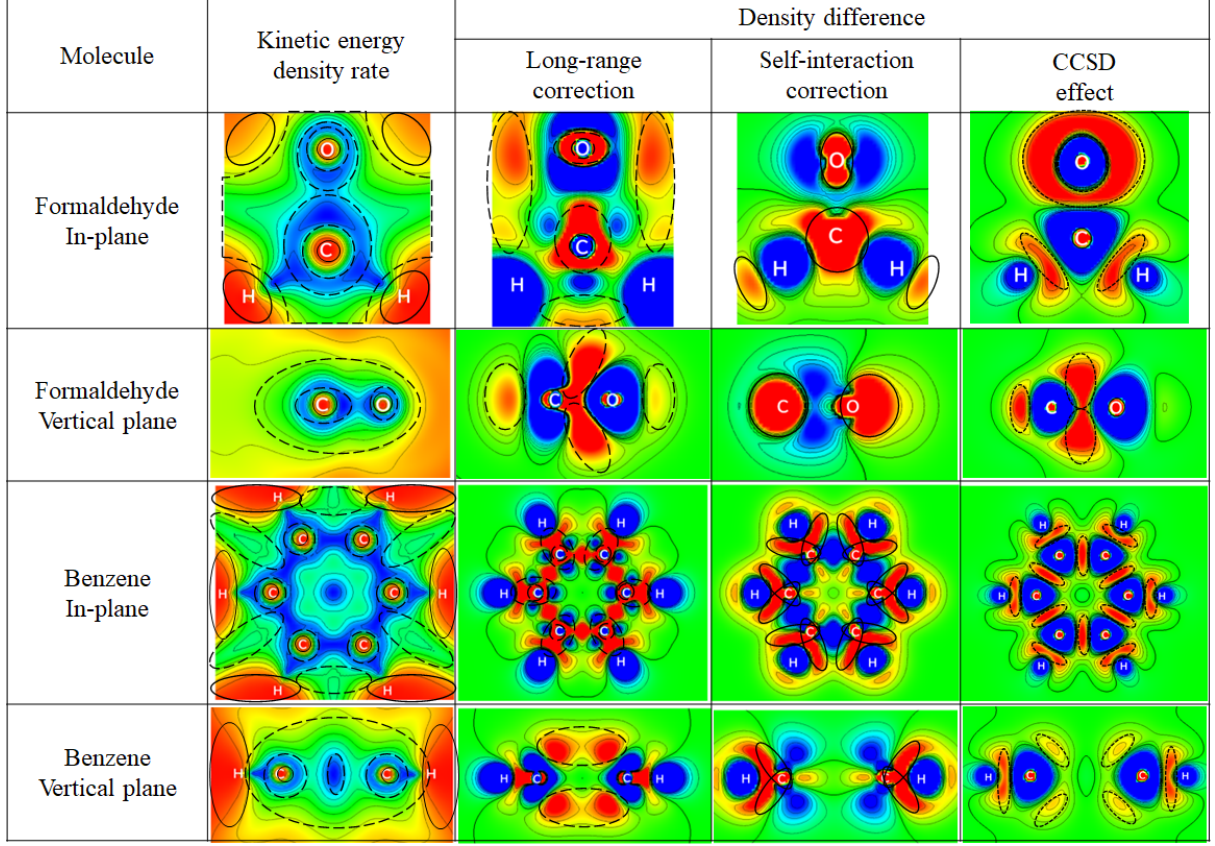 Molecule
Kinetic energy
density rate
Density difference
Long-range
correction
Self-interaction
correction
CCSD
effect
Formaldehyde
In-plane
O
C
H
H
O
C
H
H
O
C
H
H
O
C
H
H
Formaldehyde
Vertical plane
C
O
C
O
C
O
C
O
Benzene
In-plane
H
H
C
C
H
C
C
H
C
C
H
H
H
H
C
C
H
C
C
H
C
C
H
H
H
H
C
C
H
C
C
H
C
C
H
H
H
H
C
C
H
C
C
H
C
C
H
H
Benzene
Vertical plane
H
C
C
H
H
C
C
H
H
C
C
H
H
C
C
H